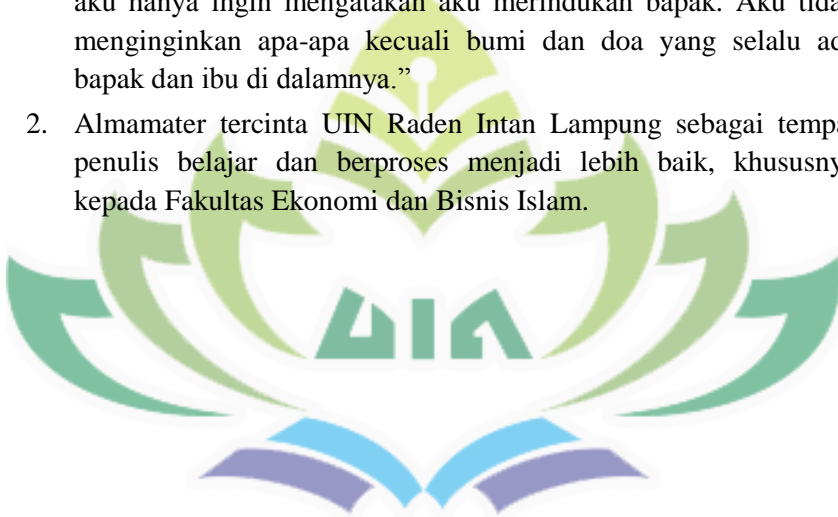 aku hanya ingin mengatakan aku merindukan bapak. Aku tida
menginginkan apa-apa kecuali bumi dan doa yang selalu ad
bapak dan ibu di dalamnya.”
2. Almamater tercinta UIN Raden Intan Lampung sebagai tempa
penulis belajar dan berproses menjadi lebih baik, khususny
kepada Fakultas Ekonomi dan Bisnis Islam.
UIN